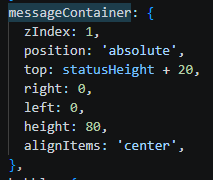 messageContainer: {
zIndex: 1,
position: 'absolute',
top: statusHeight + 20,
right: 0,
left: 0,
height: 80,
alignItems: 'center',
},